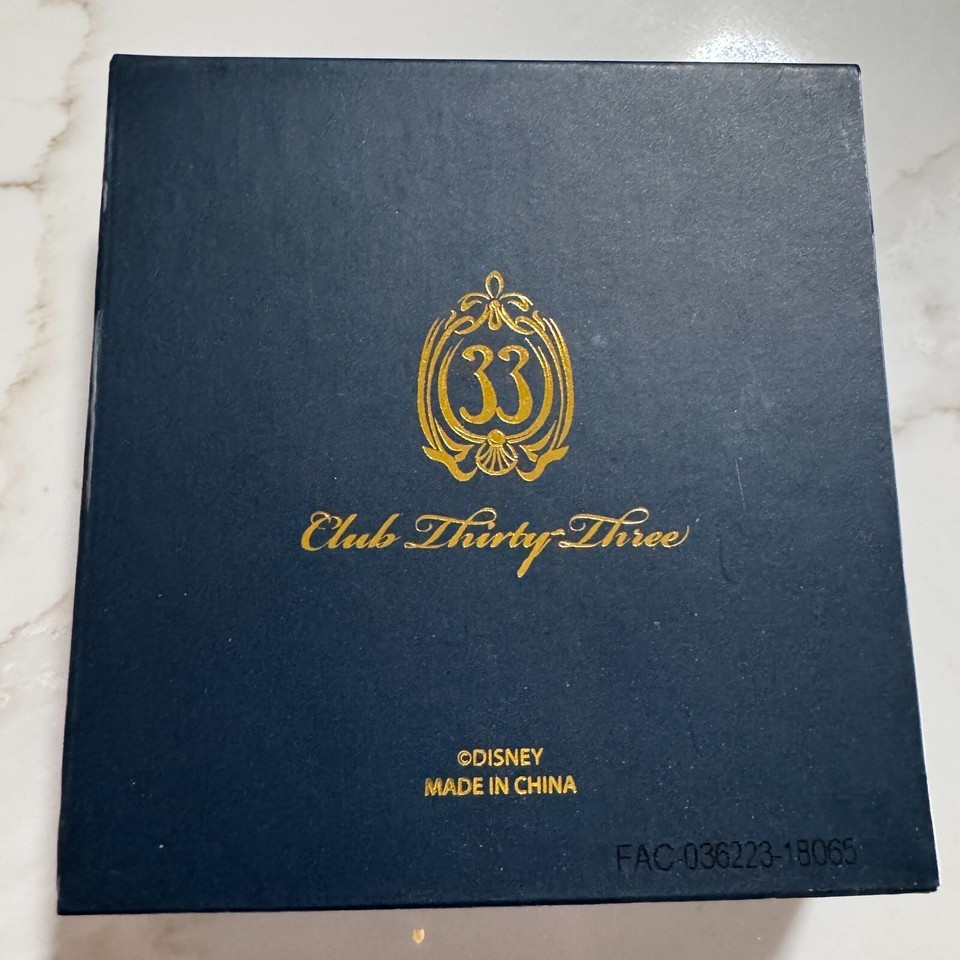 33
Club Thirty-Three
©DISNEY
MADE IN CHINA
FAC-036223-18065